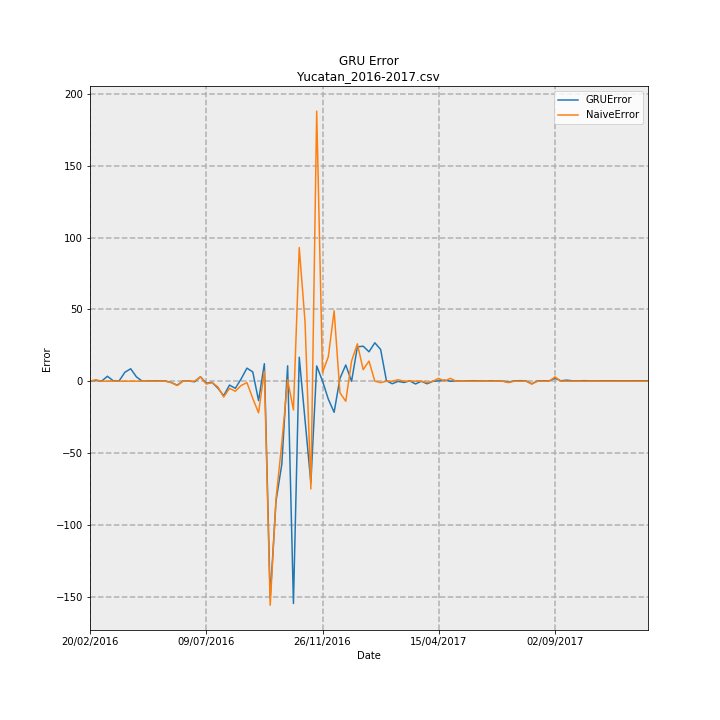 GRU Error
Yucatan_2016-2017.csv
GRUError
NaiveError
200
150
100
50
0
−50
−100
−150
Error
20/02/2016
09/07/2016
26/11/2016
15/04/2017
02/09/2017
Date